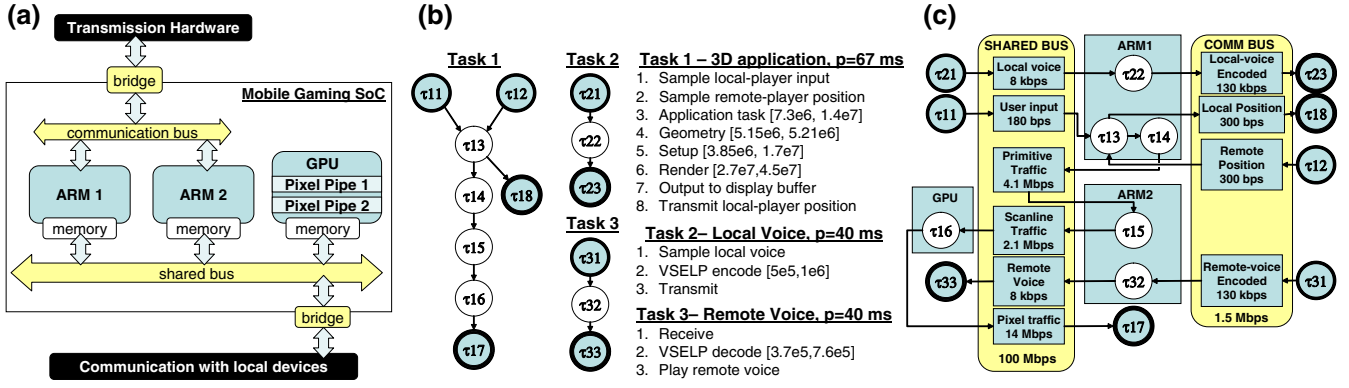 (a)
Transmission Hardware
bridge
Mobile Gaming SoC
communication bus
ARM 1
ARM 2
GPU
Pixel Pipe 1
Pixel Pipe 2
memory
memory
memory
shared bus
bridge
Communication with local devices
(b)
Task 1
τ11
τ12
τ13
τ14
τ18
τ15
τ16
τ17
Task 2
τ21
τ22
τ23
Task 3
τ31
τ32
τ33
Task 1 – 3D application, p=67 ms
1. Sample local-player input
2. Sample remote-player position
3. Application task [7.3e6, 1.4e7]
4. Geometry [5.15e6, 5.21e6]
5. Setup [3.85e6, 1.7e7]
6. Render [2.7e7,4.5e7]
7. Output to display buffer
8. Transmit local-player position
Task 2– Local Voice, p=40 ms
1. Sample local voice
2. VSELP encode [5e5,1e6]
3. Transmit
Task 3– Remote Voice, p=40 ms
1. Receive
2. VSELP decode [3.7e5,7.6e5]
3. Play remote voice
(c)
SHARED BUS
ARM1
COMM BUS
τ21
Local voice
8 kbps
τ22
Local-voice
Encoded
130 kbps
τ23
τ11
User input
180 bps
τ13
τ14
Local Position
300 bps
τ18
Primitive
Traffic
4.1 Mbps
Remote
Position
300 bps
τ12
GPU
ARM2
τ16
Scanline
Traffic
2.1 Mbps
τ15
τ33
Remote
Voice
8 kbps
τ32
Remote-voice
Encoded
130 kbps
τ31
Pixel traffic
14 Mbps
τ17
1.5 Mbps
100 Mbps